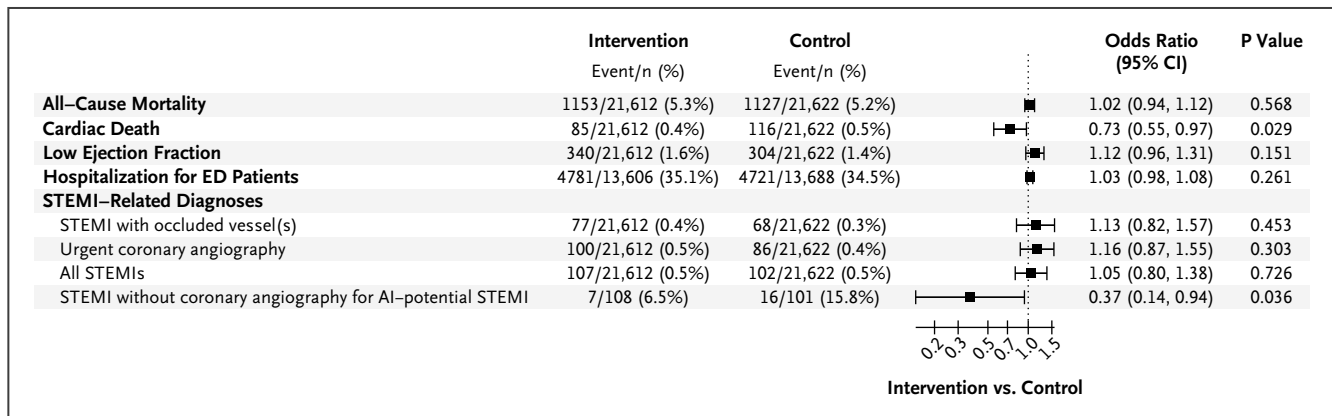 Intervention Control Odds Ratio P Value
Event/n (%) Event/n (%) (95% CI)
All–Cause Mortality 1153/21,612 (5.3%) 1127/21,622 (5.2%) 1.02 (0.94, 1.12) 0.568
Cardiac Death 85/21,612 (0.4%) 116/21,622 (0.5%) 0.73 (0.55, 0.97) 0.029
Low Ejection Fraction 340/21,612 (1.6%) 304/21,622 (1.4%) 1.12 (0.96, 1.31) 0.151
Hospitalization for ED Patients 4781/13,606 (35.1%) 4721/13,688 (34.5%) 1.03 (0.98, 1.08) 0.261
STEMI–Related Diagnoses
STEMI with occluded vessel(s) 77/21,612 (0.4%) 68/21,622 (0.3%) 1.13 (0.82, 1.57) 0.453
Urgent coronary angiography 100/21,612 (0.5%) 86/21,622 (0.4%) 1.16 (0.87, 1.55) 0.303
All STEMIs 107/21,612 (0.5%) 102/21,622 (0.5%) 1.05 (0.80, 1.38) 0.726
STEMI without coronary angiography for AI–potential STEMI 7/108 (6.5%) 16/101 (15.8%) 0.37 (0.14, 0.94) 0.036
0.2 0.3 0.5 0.7 1.0 1.5
Intervention vs. Control